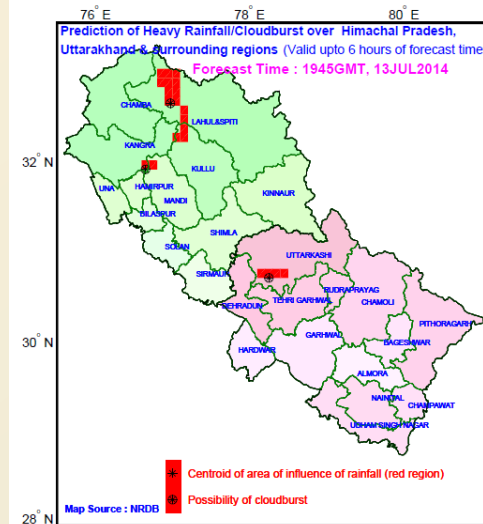 76°E 78°E 80°E
Prediction of Heavy Rainfall/Cloudburst over Himachal Pradesh,
Uttarakhand & surrounding regions (Valid upto 6 hours of forecast time
Forecast Time : 1945GMT, 13JUL2014
CHAMBA
LAHUL&SPITI
KANGRA
32°N
KULLU
UNA
HAMIRPUR
KINNAUR
MANDI
BILASPUR
SHIMLA
SOLAN
UTTARKASHI
SIRMAUR
RUDRAPRAYAG
TEHRI GARHWAL
CHAMOLI
DEHRADUN
PITHORAGARH
30°N
GARHWAL
BAGESHWAR
HARDWAR
ALMORA
NAINITAL
CHAMPAWAT
UDHAM SINGH NAGAR
Centroid of area of influence of rainfall (red region)
Possibility of cloudburst
Map Source : NRDB
28°N